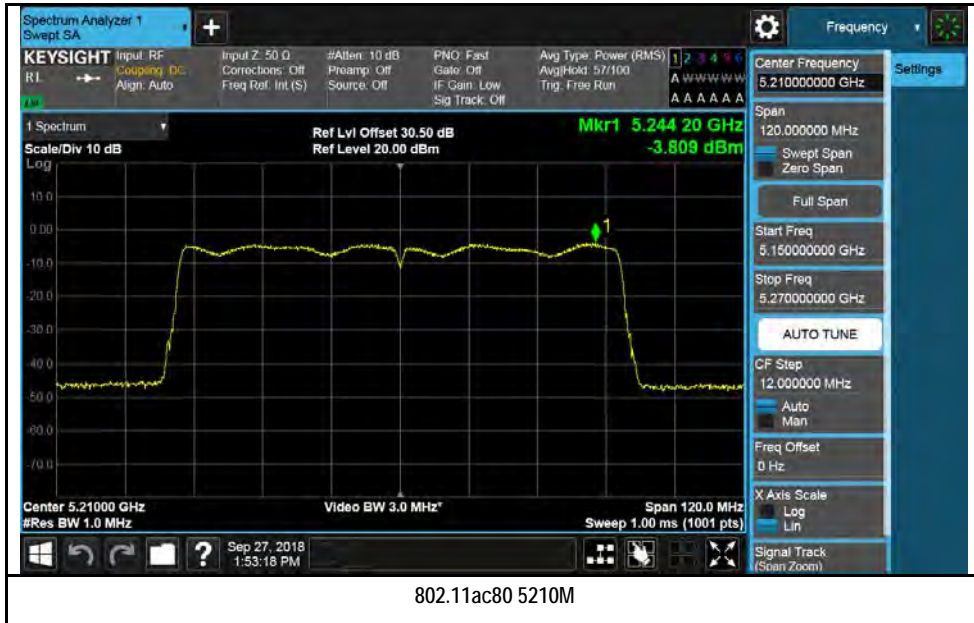 Spectrum Analyzer 1
Swept SA
+
Frequency
KEYSIGHT
RL
Input: RF
Coupling: DC
Align: Auto
Input Z: 50 Ω
Corrections: Off
Freq Ref: Int (S)
#Atten: 10 dB
Preamp: Off
Source: Off
PNO: Fast
Gate: Off
IF Gain: Low
Sig Track: Off
Avg Type: Power (RMS)
Avg|Hold: 57/100
Trig: Free Run
1 2 3 4 5 6
A W W W W W
A A A A A A
1 Spectrum
Scale/Div 10 dB
Ref Lvl Offset 30.50 dB
Ref Level 20.00 dBm
Mkr1 5.244 20 GHz
-3.809 dBm
Log
10.0
0.00
-10.0
-20.0
-30.0
-40.0
-50.0
-60.0
-70.0
1
Center 5.21000 GHz
#Res BW 1.0 MHz
Video BW 3.0 MHz*
Span 120.0 MHz
Sweep 1.00 ms (1001 pts)
Center Frequency
5.210000000 GHz
Settings
Span
120.000000 MHz
Swept Span
Zero Span
Full Span
Start Freq
5.150000000 GHz
Stop Freq
5.270000000 GHz
AUTO TUNE
CF Step
12.000000 MHz
Auto
Man
Freq Offset
0 Hz
X Axis Scale
Log
Lin
Signal Track
(Span Zoom)
?
Sep 27, 2018
1:53:18 PM
802.11ac80 5210M